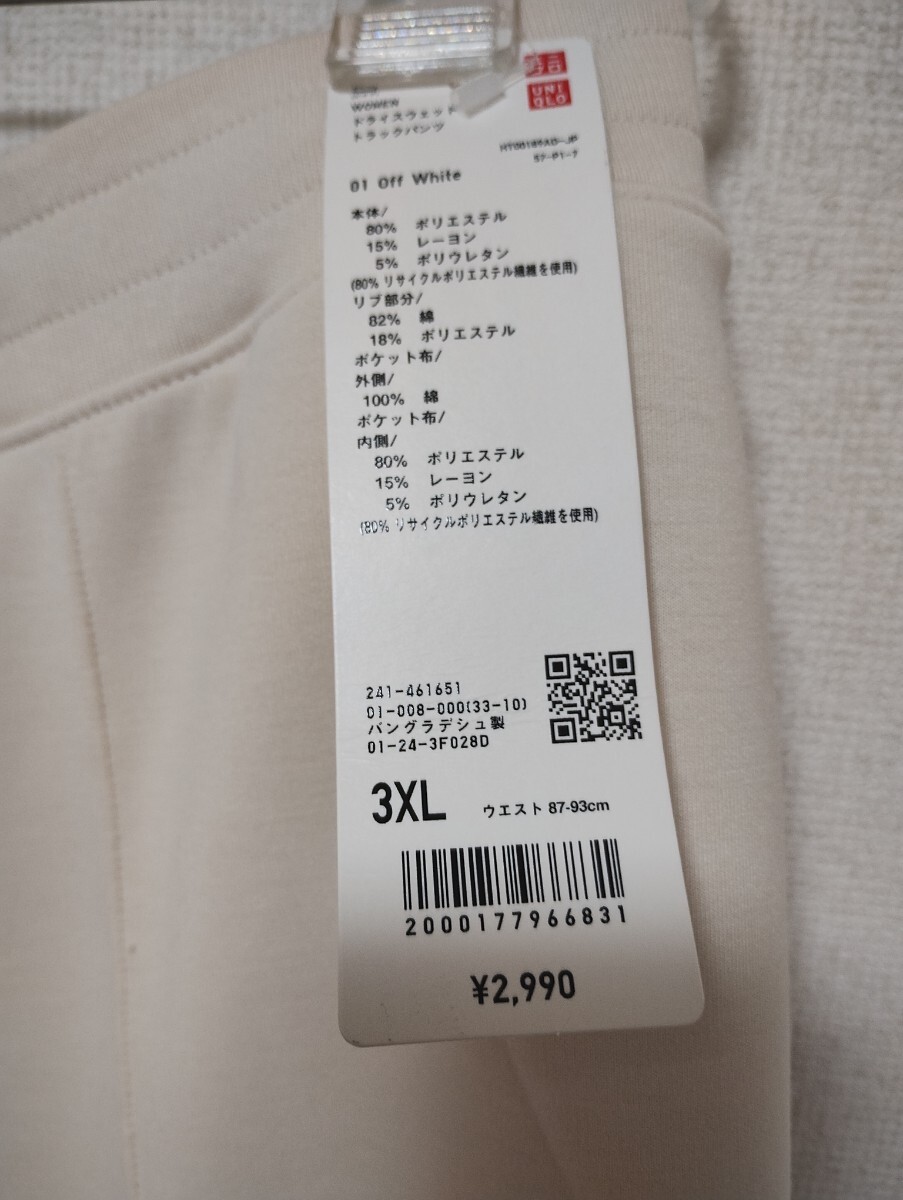 WOMEN
ドライスウェット
トラックパンツ
UNI
QLO
57-P1-7
01 Off White
本体/
80% ポリエステル
15% レーヨン
5% ポリウレタン
(80% リサイクルポリエステル繊維を使用)
リブ部分/
82% 綿
18% ポリエステル
ポケット布/
外側/
100% 綿
ポケット布/
内側/
80% ポリエステル
15% レーヨン
5% ポリウレタン
(80% リサイクルポリエステル繊維を使用)
241-461651
01-008-000(33-10)
バングラデシュ製
01-24-3F028D
3XL ウエスト 87-93cm
2000177966831
¥2,990